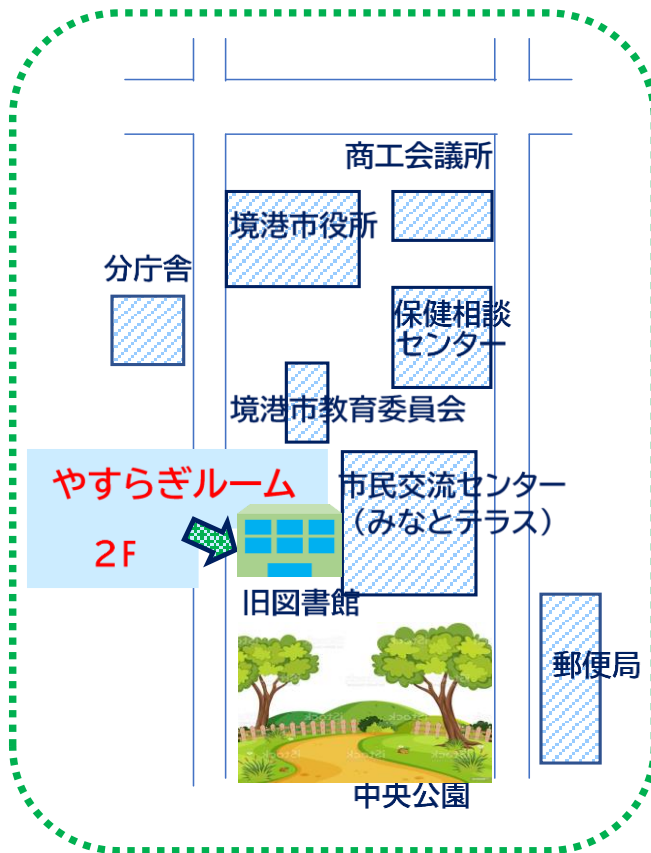 商工会議所
境港市役所
分庁舎
保健相談
センター
境港市教育委員会
やすらぎルーム
２F
市民交流センター
（みなとテラス）
旧図書館
郵便局
中央公園